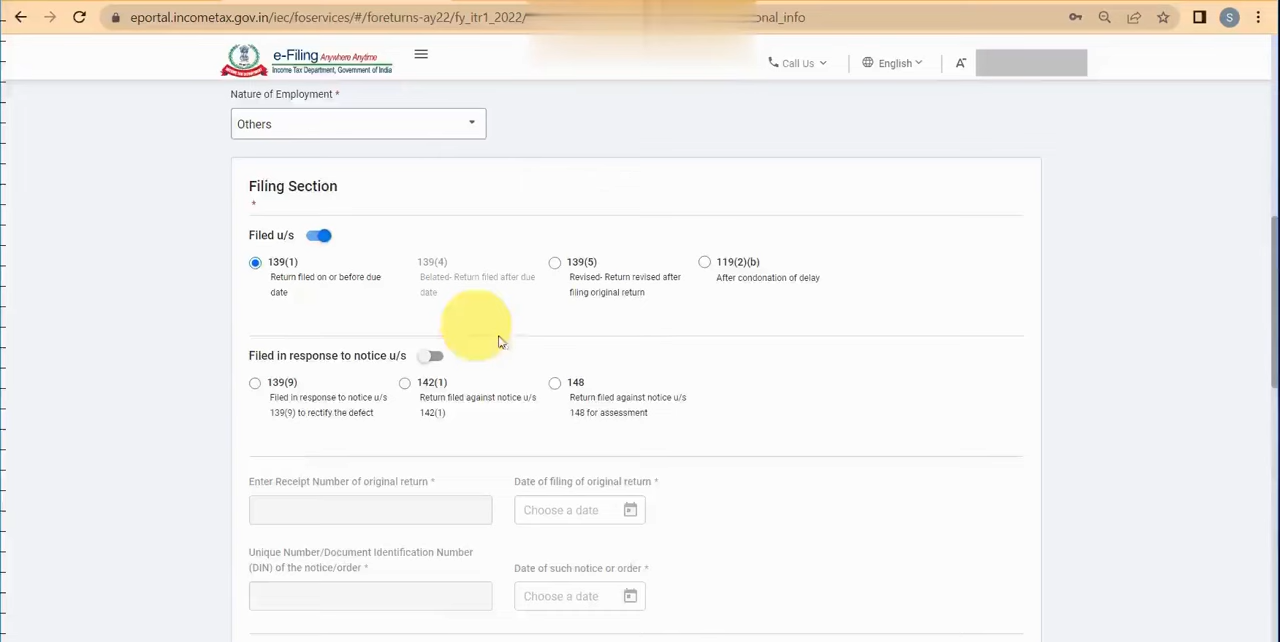 eportal.incometax.gov.in/iec/foservices/#/foreturns-ay22/fy_itr1_2022/ onal_info
S
e-Filing Anywhere Anytime
Income Tax Department, Government of India
Call Us
English
A-
Nature of Employment *
Others
Filing Section
*
Filed u/s
139(1)
Return filed on or before due
date
139(4)
Belated- Return filed after due
date
139(5)
Revised- Return revised after
filing original return
119(2)(b)
After condonation of delay
Filed in response to notice u/s
139(9)
Filed in response to notice u/s
139(9) to rectify the defect
142(1)
Return filed against notice u/s
142(1)
148
Return filed against notice u/s
148 for assessment
Enter Receipt Number of original return *
Date of filing of original return *
Choose a date
Unique Number/Document Identification Number
(DIN) of the notice/order *
Date of such notice or order *
Choose a date